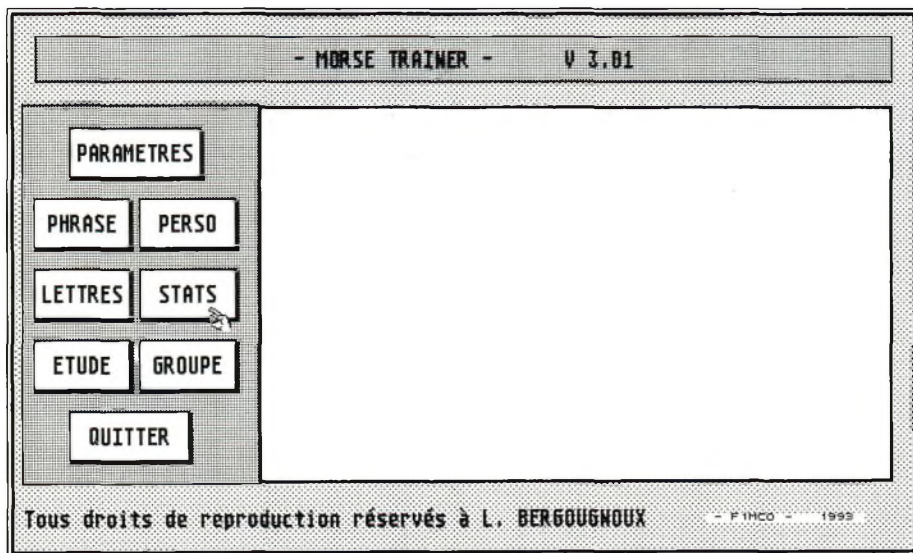 - MORSE TRAINER - V 3.01
PARAMETRES
PHRASE PERSO
LETTRES STATS
ETUDE GROUPE
QUITTER
Tous droits de reproduction réservés à L. BERGOUGNOUX - F1MCO - 1993